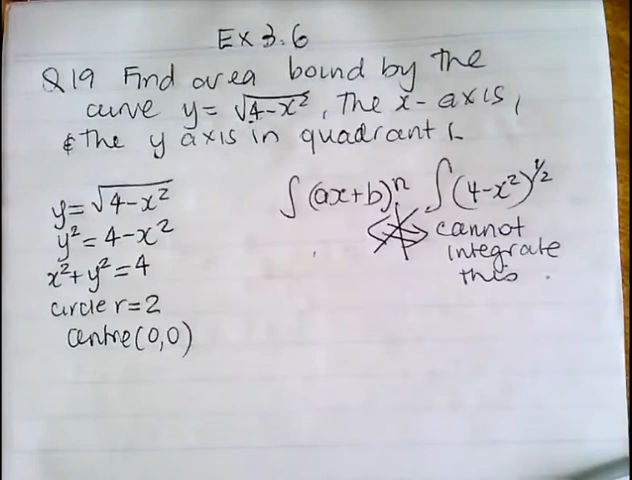 Ex 3.6
Q19 Find area bound by the
curve y = √4-x², the x-axis,
& the y axis in quadrant 1
y = √4-x²
y² = 4-x²
x²+y² = 4
circle r=2
centre (0,0)
∫(ax+b)ⁿ ∫(4-x²)^1/2
cannot
integrate
this.